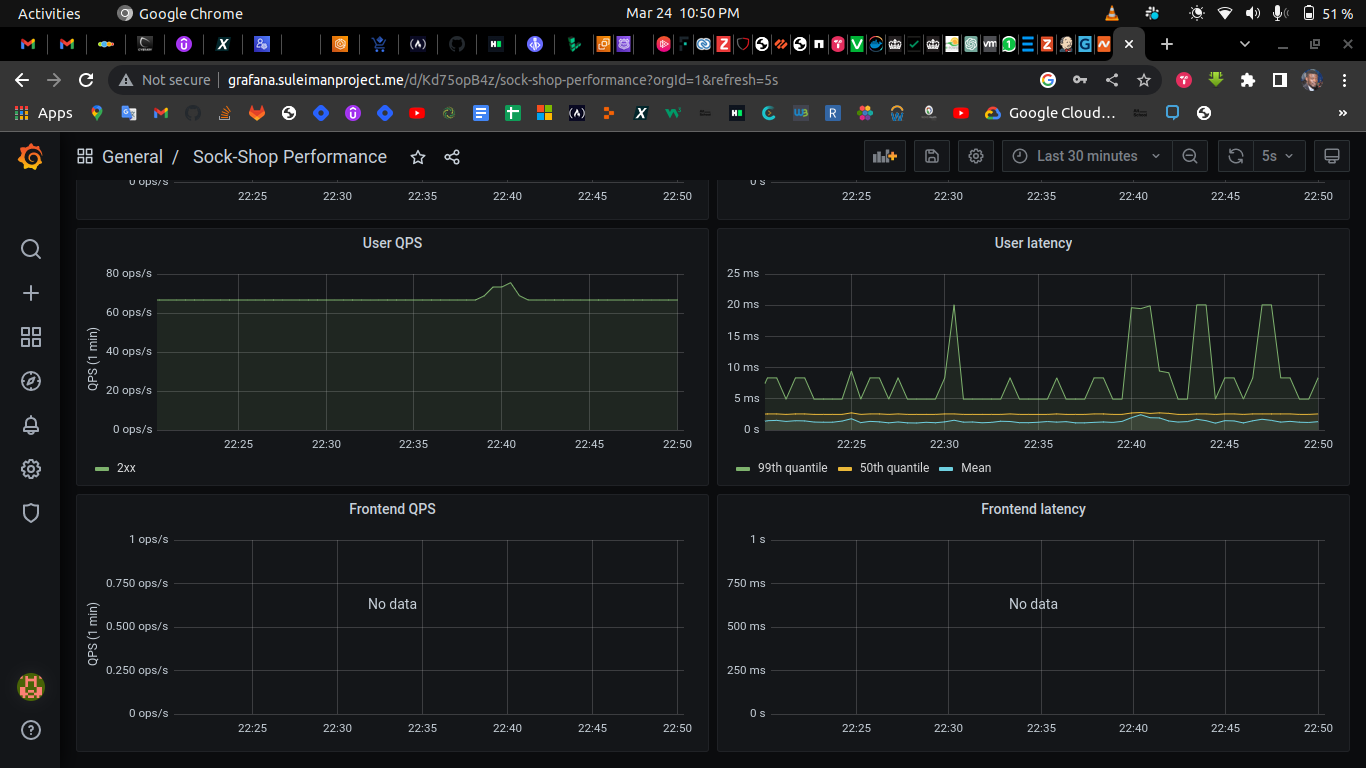 Activities Google Chrome Mar 24 10:50 PM 51 %
Not secure grafana.suleimanproject.me/d/Kd75opB4z/sock-shop-performance?orgId=1&refresh=5s
Apps Google Cloud... »
General / Sock-Shop Performance Last 30 minutes 5s
0 ops/s
22:25 22:30 22:35 22:40 22:45 22:50
0 s
22:25 22:30 22:35 22:40 22:45 22:50
User QPS
QPS (1 min)
80 ops/s
60 ops/s
40 ops/s
20 ops/s
0 ops/s
22:25 22:30 22:35 22:40 22:45 22:50
2xx
User latency
25 ms
20 ms
15 ms
10 ms
5 ms
0 s
22:25 22:30 22:35 22:40 22:45 22:50
99th quantile 50th quantile Mean
Frontend QPS
QPS (1 min)
1 ops/s
0.750 ops/s
No data
0.500 ops/s
0.250 ops/s
0 ops/s
22:25 22:30 22:35 22:40 22:45 22:50
Frontend latency
1 s
750 ms
No data
500 ms
250 ms
0 s
22:25 22:30 22:35 22:40 22:45 22:50